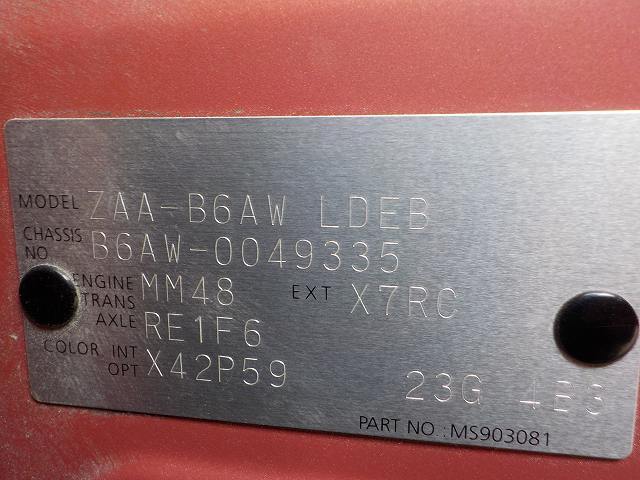 MODEL ZAA-B6AW LDEB
CHASSIS NO B6AW-0049335
ENGINE MM48 EXT X7RC
TRANS AXLE RE1F6
COLOR INT OPT X42P59
23G 4B3
PART NO.:MS903081